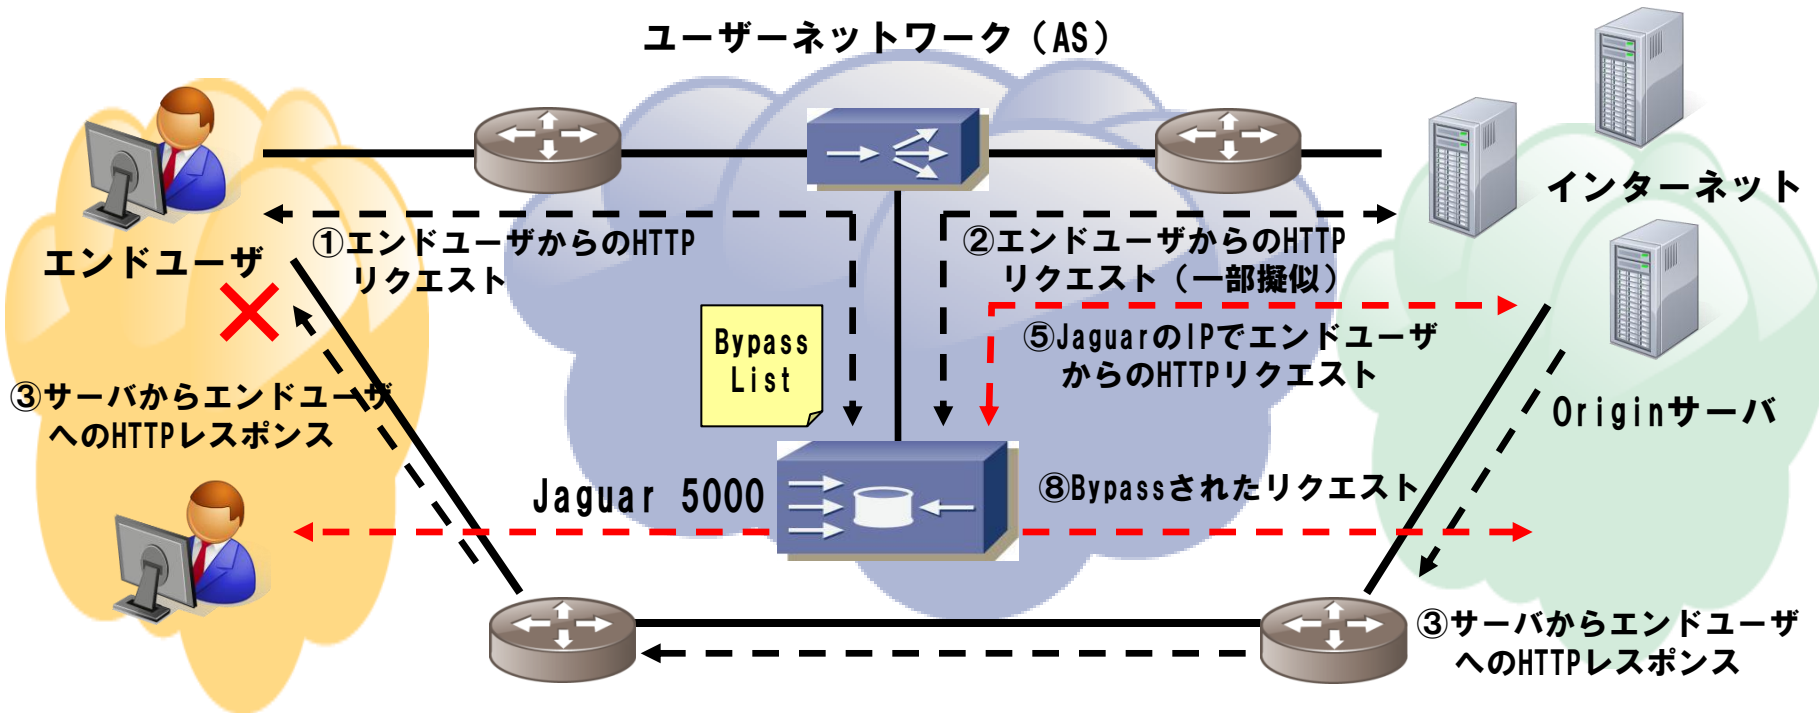 ユーザーネットワーク（AS）
インターネット
エンドユーザ
①エンドユーザからのHTTP
リクエスト
②エンドユーザからのHTTP
リクエスト（一部擬似）
Bypass
List
⑤JaguarのIPでエンドユーザ
からのHTTPリクエスト
③サーバからエンドユーザ
へのHTTPレスポンス
Originサーバ
Jaguar 5000
⑧Bypassされたリクエスト
③サーバからエンドユーザ
へのHTTPレスポンス